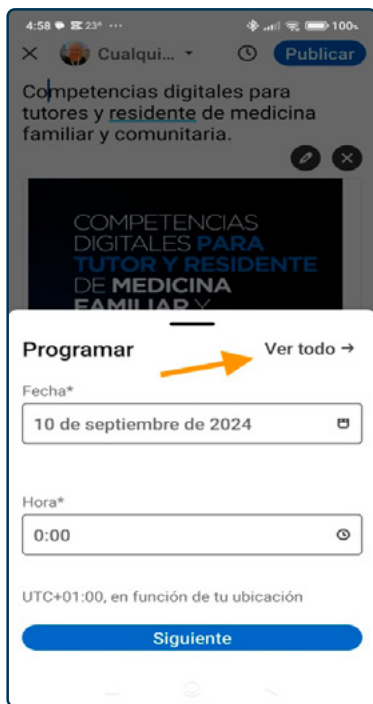 4:58 23° ... 100%
Cualqui...
Publicar
Competencias digitales para
tutores y residente de medicina
familiar y comunitaria.
COMPETENCIAS
DIGITALES PARA
TUTOR Y RESIDENTE
DE MEDICINA
FAMILIAR Y
Programar
Ver todo →
Fecha*
10 de septiembre de 2024
Hora*
0:00
UTC+01:00, en función de tu ubicación
Siguiente